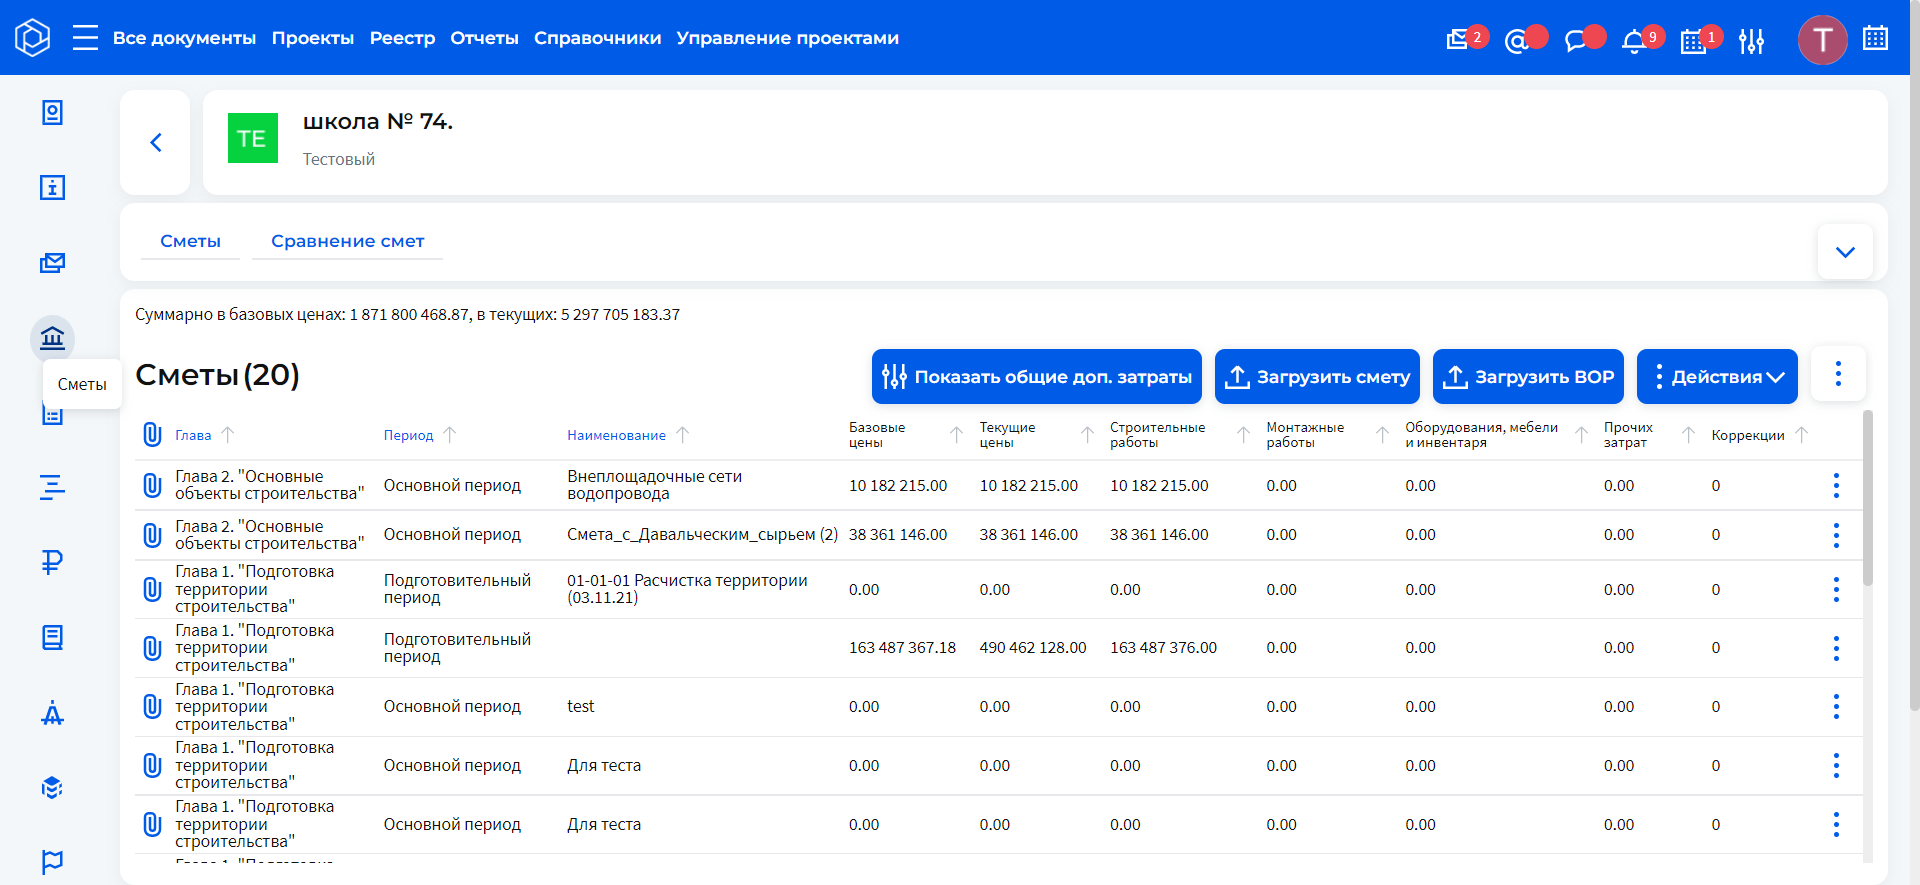 Все документы Проекты Реестр Отчеты Справочники Управление проектами 2 9 1 T
TE
школа № 74.
Тестовый
Сметы Сравнение смет
Суммарно в базовых ценах: 1 871 800 468.87, в текущих: 5 297 705 183.37
Сметы
Сметы (20)
Показать общие доп. затраты Загрузить смету Загрузить ВОР Действия
Глава Период Наименование Базовые цены Текущие цены Строительные работы Монтажные работы Оборудования, мебели и инвентаря Прочих затрат Коррекции
Глава 2. "Основные объекты строительства" Основной период Внеплощадочные сети водопровода 10 182 215.00 10 182 215.00 10 182 215.00 0.00 0.00 0.00 0
Глава 2. "Основные объекты строительства" Основной период Смета_с_Давальческим_сырьем (2) 38 361 146.00 38 361 146.00 38 361 146.00 0.00 0.00 0.00 0
Глава 1. "Подготовка территории строительства" Подготовительный период 01-01-01 Расчистка территории (03.11.21) 0.00 0.00 0.00 0.00 0.00 0.00 0
Глава 1. "Подготовка территории строительства" Подготовительный период 163 487 367.18 490 462 128.00 163 487 376.00 0.00 0.00 0.00 0
Глава 1. "Подготовка территории строительства" Основной период test 0.00 0.00 0.00 0.00 0.00 0.00 0
Глава 1. "Подготовка территории строительства" Основной период Для теста 0.00 0.00 0.00 0.00 0.00 0.00 0
Глава 1. "Подготовка территории строительства" Основной период Для теста 0.00 0.00 0.00 0.00 0.00 0.00 0